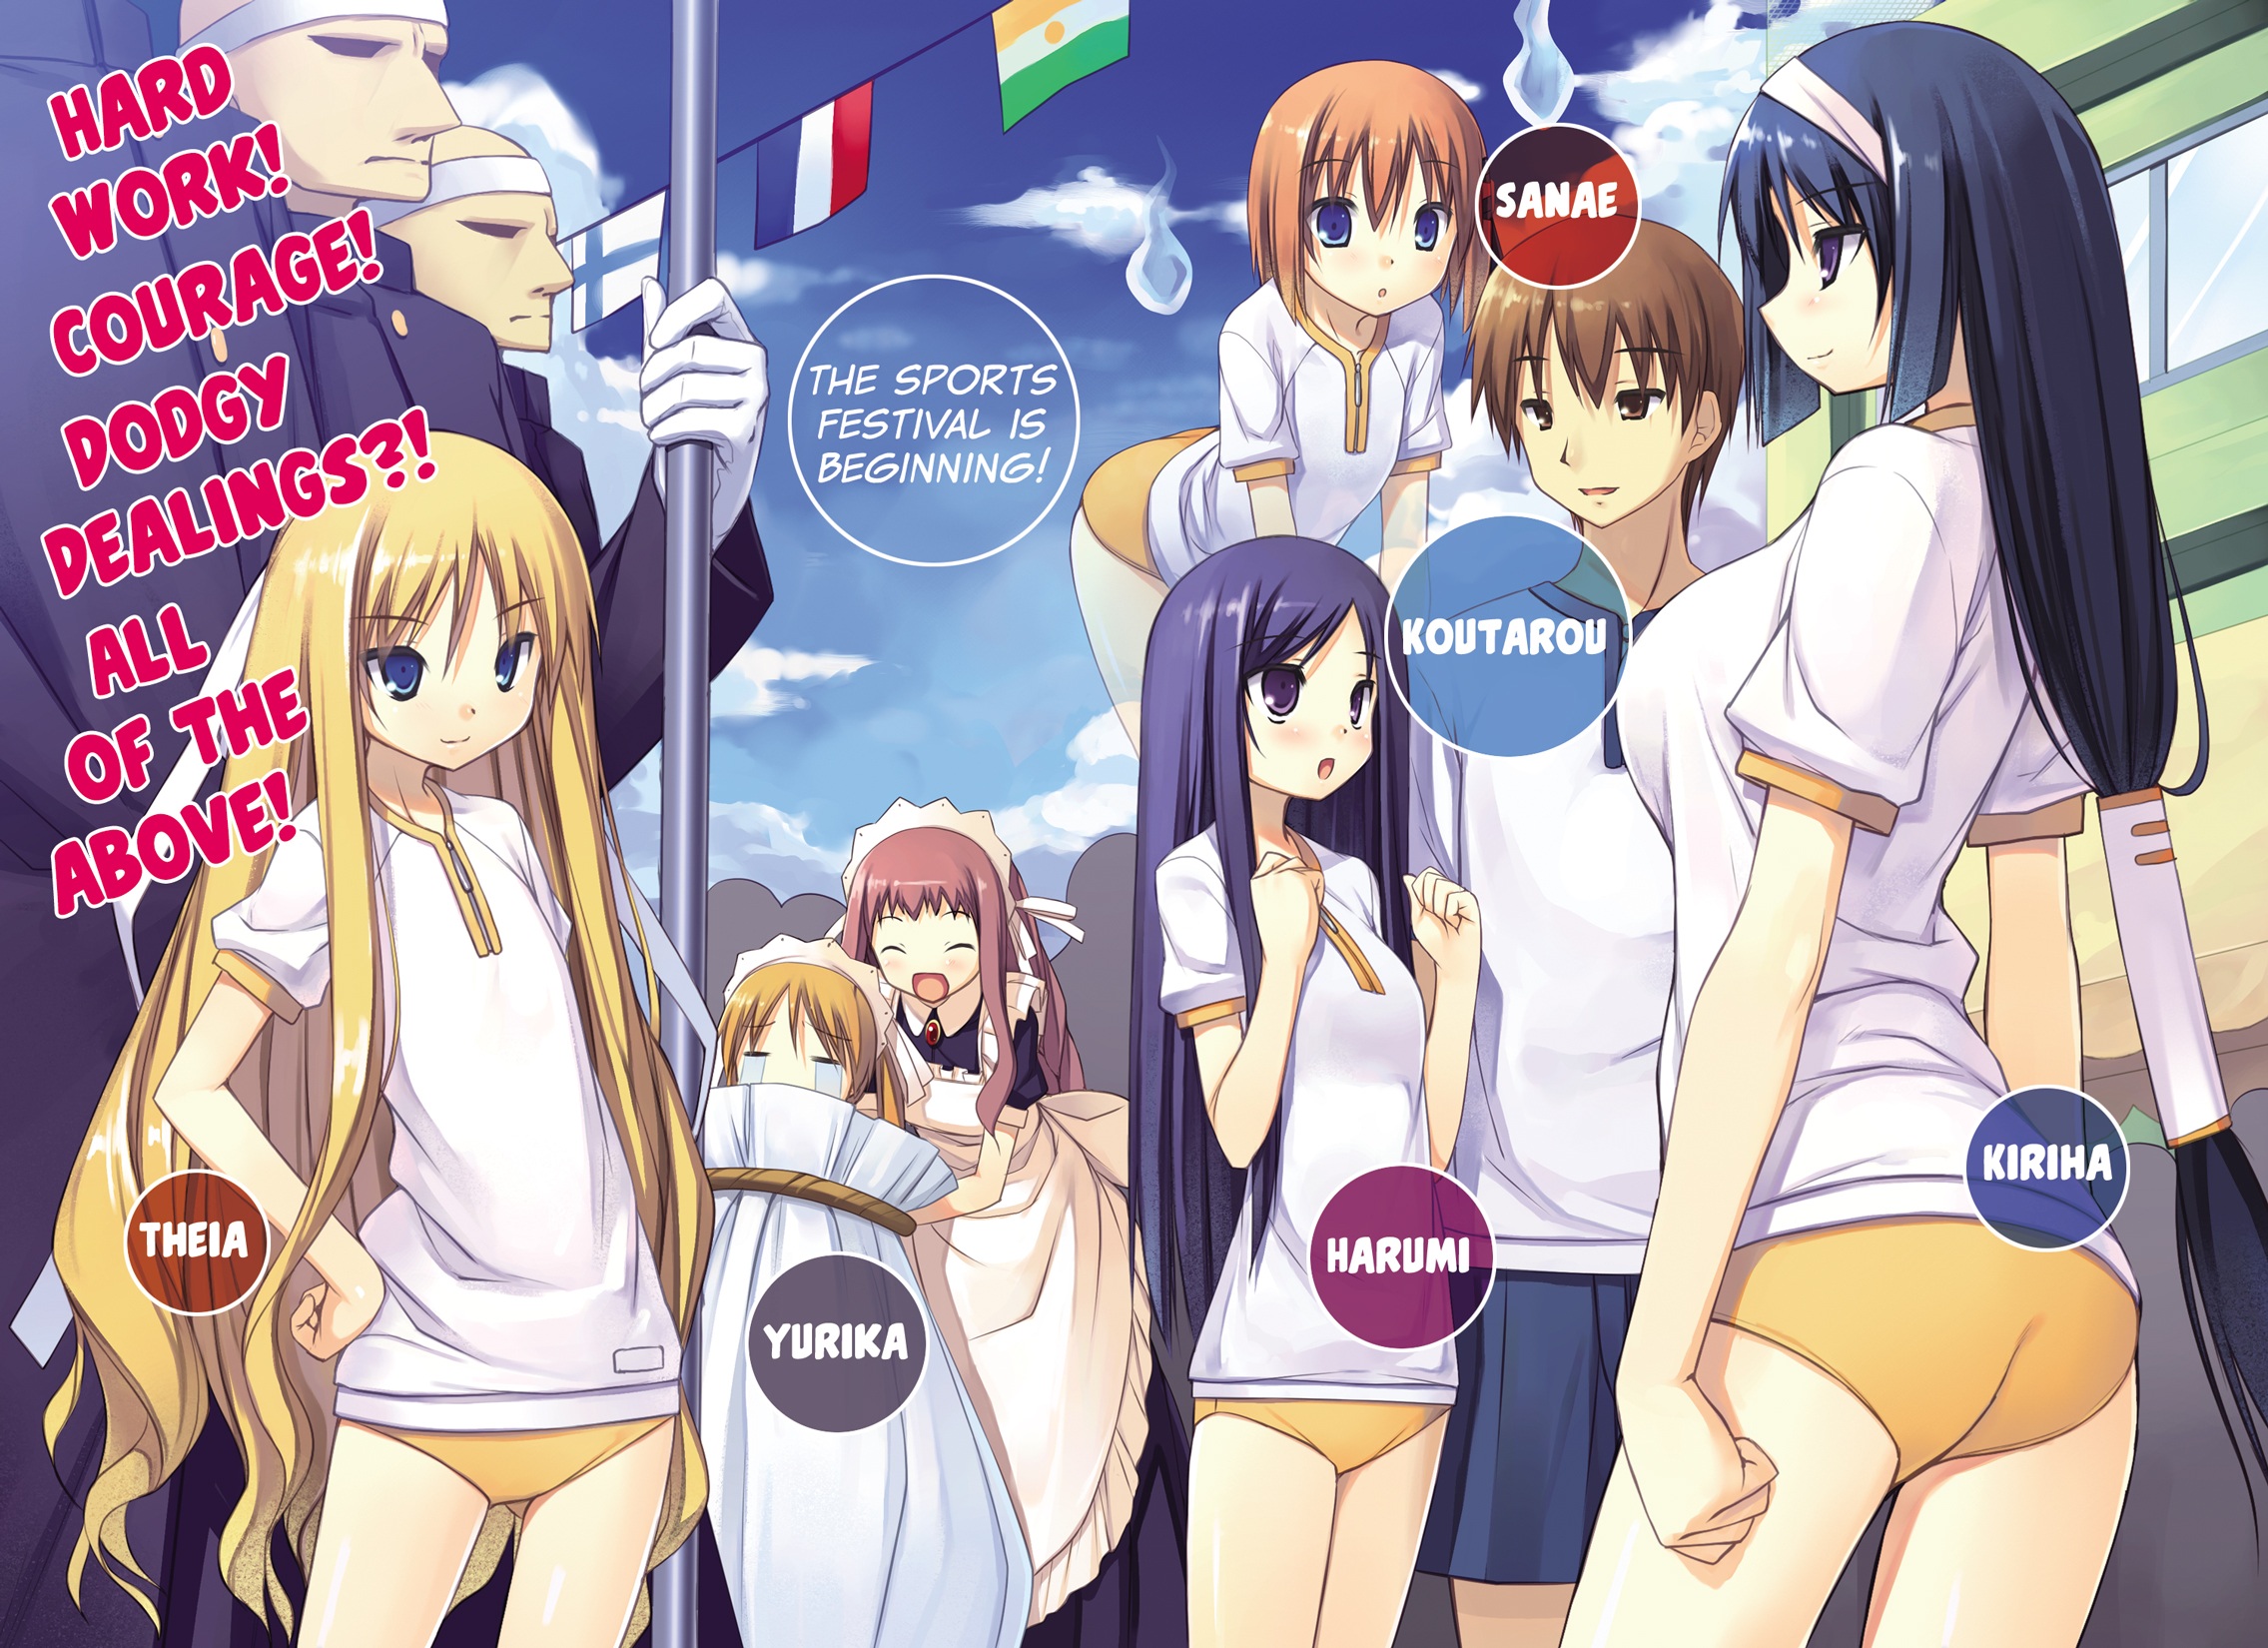 HARD
WORK!
COURAGE!
DODGY
DEALINGS?!
ALL
OF THE
ABOVE!
THE SPORTS
FESTIVAL IS
BEGINNING!
SANAE
KOUTAROU
THEIA
YURIKA
HARUMI
KIRIHA